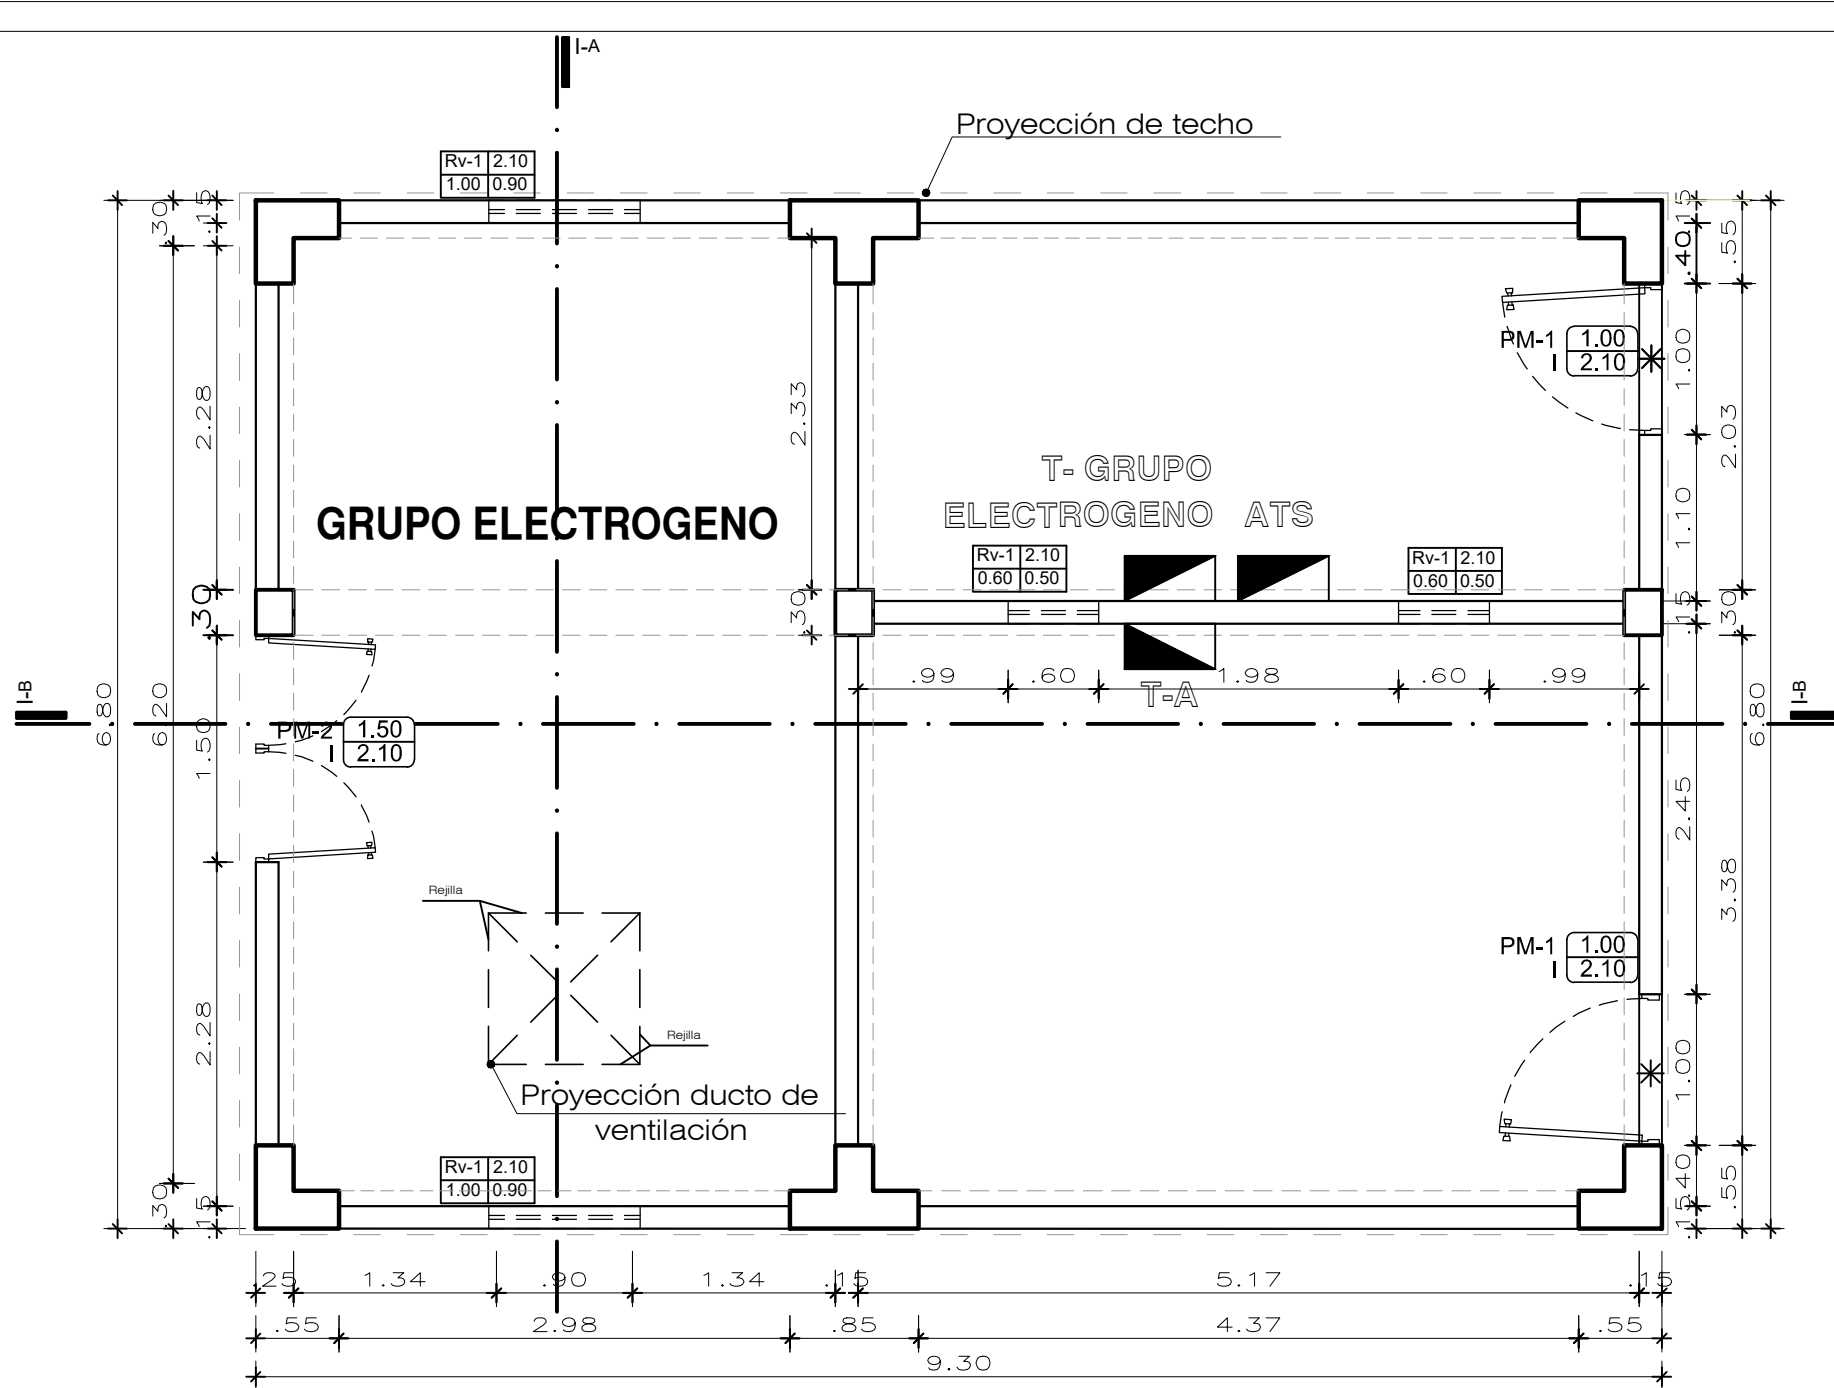 I-A
Proyección de techo
Rv-1 2.10
1.00 0.90
.30
.15
.15
.40
.55
PM-1 1.00
I 2.10
1.00
2.28
2.33
2.03
T- GRUPO
ELECTROGENO ATS
GRUPO ELECTROGENO
1.10
Rv-1 2.10
0.60 0.50
Rv-1 2.10
0.60 0.50
.30
.30
.15
.30
.99 .60 1.98 .60 .99
T-A
I-B
I-B
6.80
6.20
1.50
PM-2 1.50
I 2.10
6.80
2.45
3.38
Rejilla
PM-1 1.00
I 2.10
2.28
Rejilla
1.00
Proyección ducto de
ventilación
Rv-1 2.10
1.00 0.90
.30
.15
.40
.15
.55
.25 1.34 .90 1.34 .15 5.17 .15
.55 2.98 .85 4.37 .55
9.30